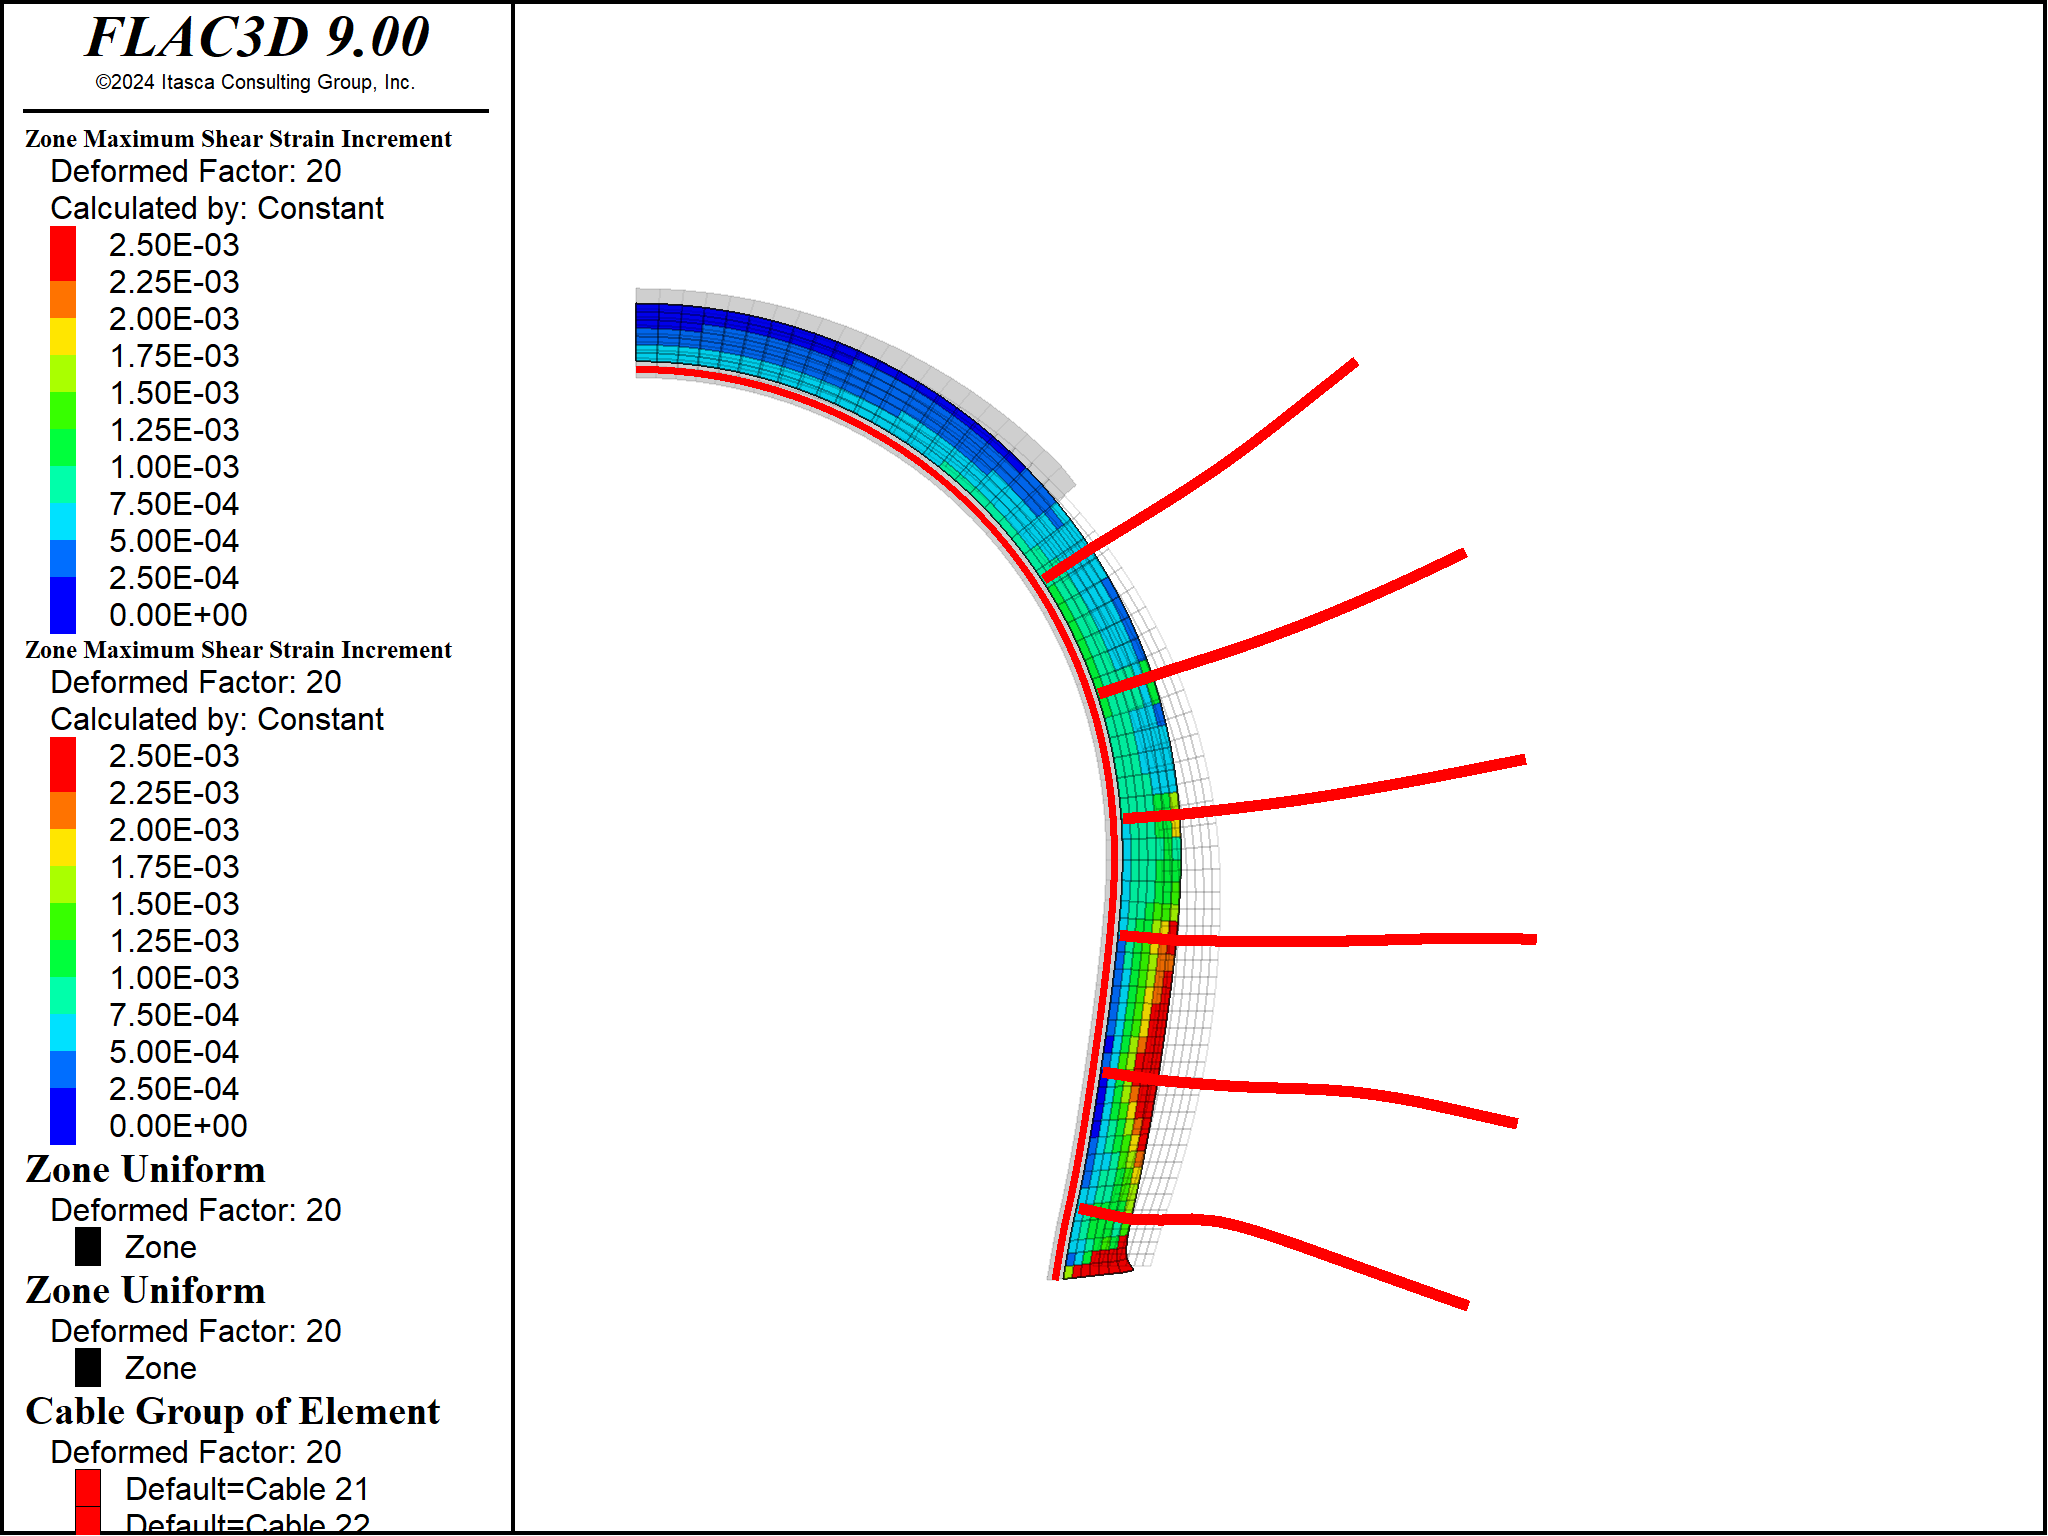 FLAC3D 9.00
©2024 Itasca Consulting Group, Inc.
Zone Maximum Shear Strain Increment
Deformed Factor: 20
Calculated by: Constant
2.50E-03
2.25E-03
2.00E-03
1.75E-03
1.50E-03
1.25E-03
1.00E-03
7.50E-04
5.00E-04
2.50E-04
0.00E+00
Zone Maximum Shear Strain Increment
Deformed Factor: 20
Calculated by: Constant
2.50E-03
2.25E-03
2.00E-03
1.75E-03
1.50E-03
1.25E-03
1.00E-03
7.50E-04
5.00E-04
2.50E-04
0.00E+00
Zone Uniform
Deformed Factor: 20
Zone
Zone Uniform
Deformed Factor: 20
Zone
Cable Group of Element
Deformed Factor: 20
Default=Cable 21
Default=Cable 22